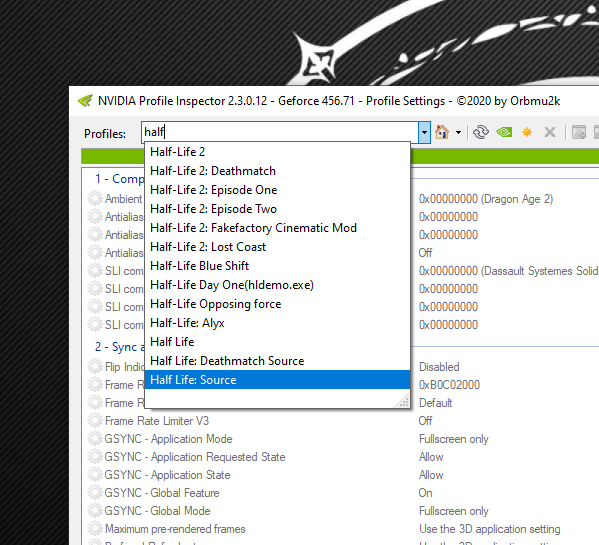 NVIDIA Profile Inspector 2.3.0.12 - Geforce 456.71 - Profile Settings - ©2020 by Orbmu2k
Profiles: half
Half-Life 2
Half-Life 2: Deathmatch
Half-Life 2: Episode One
Half-Life 2: Episode Two
Half-Life 2: Fakefactory Cinematic Mod
Half-Life 2: Lost Coast
Half-Life Blue Shift
Half-Life Day One(hldemo.exe)
Half-Life Opposing force
Half-Life: Alyx
Half Life
Half Life: Deathmatch Source
Half Life: Source
1 - Comp
Ambient 0x00000000 (Dragon Age 2)
Antialias 0x00000000
Antialias 0x00000000
Antialias Off
SLI com 0x00000000 (Dassault Systemes Solid
SLI com 0x00000000
SLI com 0x00000000
SLI com 0x00000000
2 - Sync a
Flip Indic Disabled
Frame R 0xB0C02000
Frame R Default
Frame Rate Limiter V3 Off
GSYNC - Application Mode Fullscreen only
GSYNC - Application Requested State Allow
GSYNC - Application State Allow
GSYNC - Global Feature On
GSYNC - Global Mode Fullscreen only
Maximum pre-rendered frames Use the 3D application setting